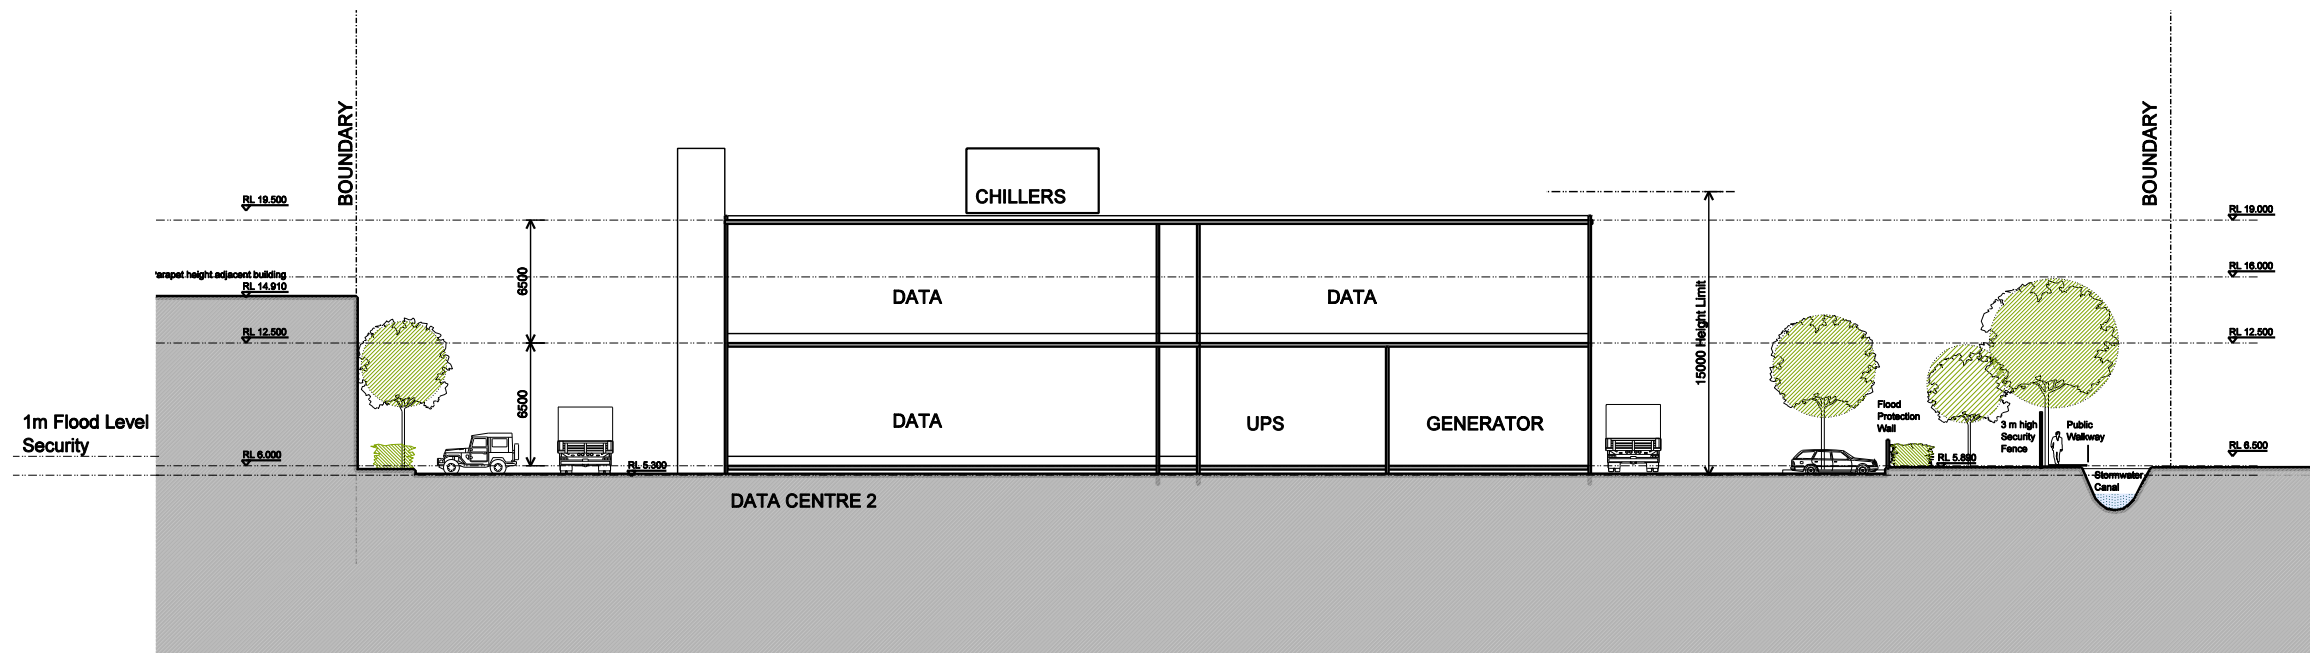 BOUNDARY
BOUNDARY
CHILLERS
RL 19.500
RL 19.000
arapet height adjacent building
RL 14.910
RL 16.000
6500
DATA
DATA
15000 Height Limit
RL 12.500
RL 12.500
6500
1m Flood Level
Security
DATA
UPS
GENERATOR
Flood
Protection
Wall
3 m high
Security
Fence
Public
Walkway
RL 6.000
RL 5.300
RL 5.890
RL 6.500
Stormwater
Canal
DATA CENTRE 2